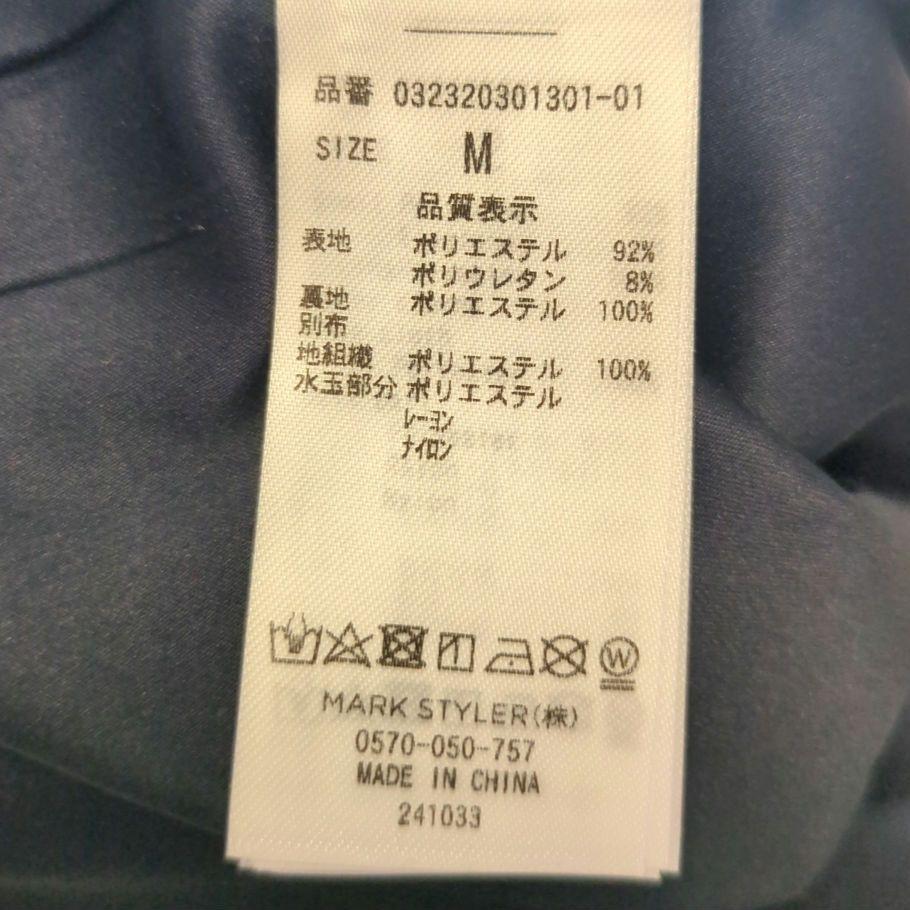 品番 032320301301-01
SIZE M
品質表示
表地 ポリエステル 92%
ポリウレタン 8%
裏地 ポリエステル 100%
別布
地組織 ポリエステル 100%
水玉部分 ポリエステル
レーヨン
ナイロン
W
MARK STYLER(株)
0570-050-757
MADE IN CHINA
241033